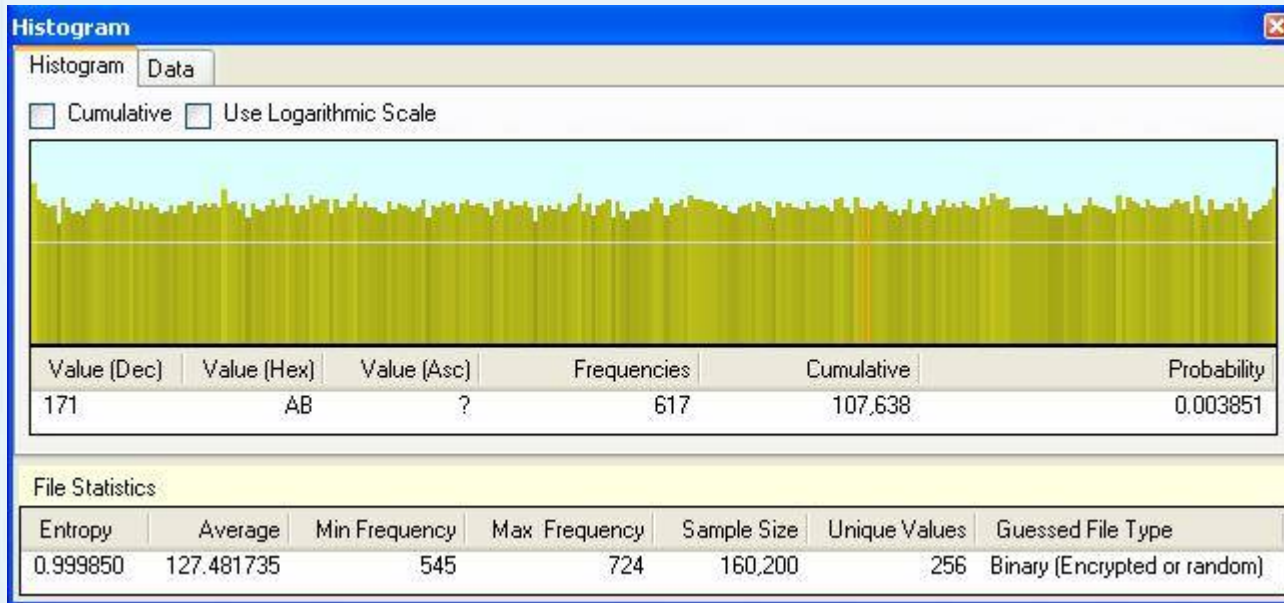 Histogram
Histogram Data
Cumulative Use Logarithmic Scale
Value (Dec) Value (Hex) Value (Asc) Frequencies Cumulative Probability
171 AB ? 617 107,638 0.003851
File Statistics
Entropy Average Min Frequency Max Frequency Sample Size Unique Values Guessed File Type
0.999850 127.481735 545 724 160,200 256 Binary (Encrypted or random)